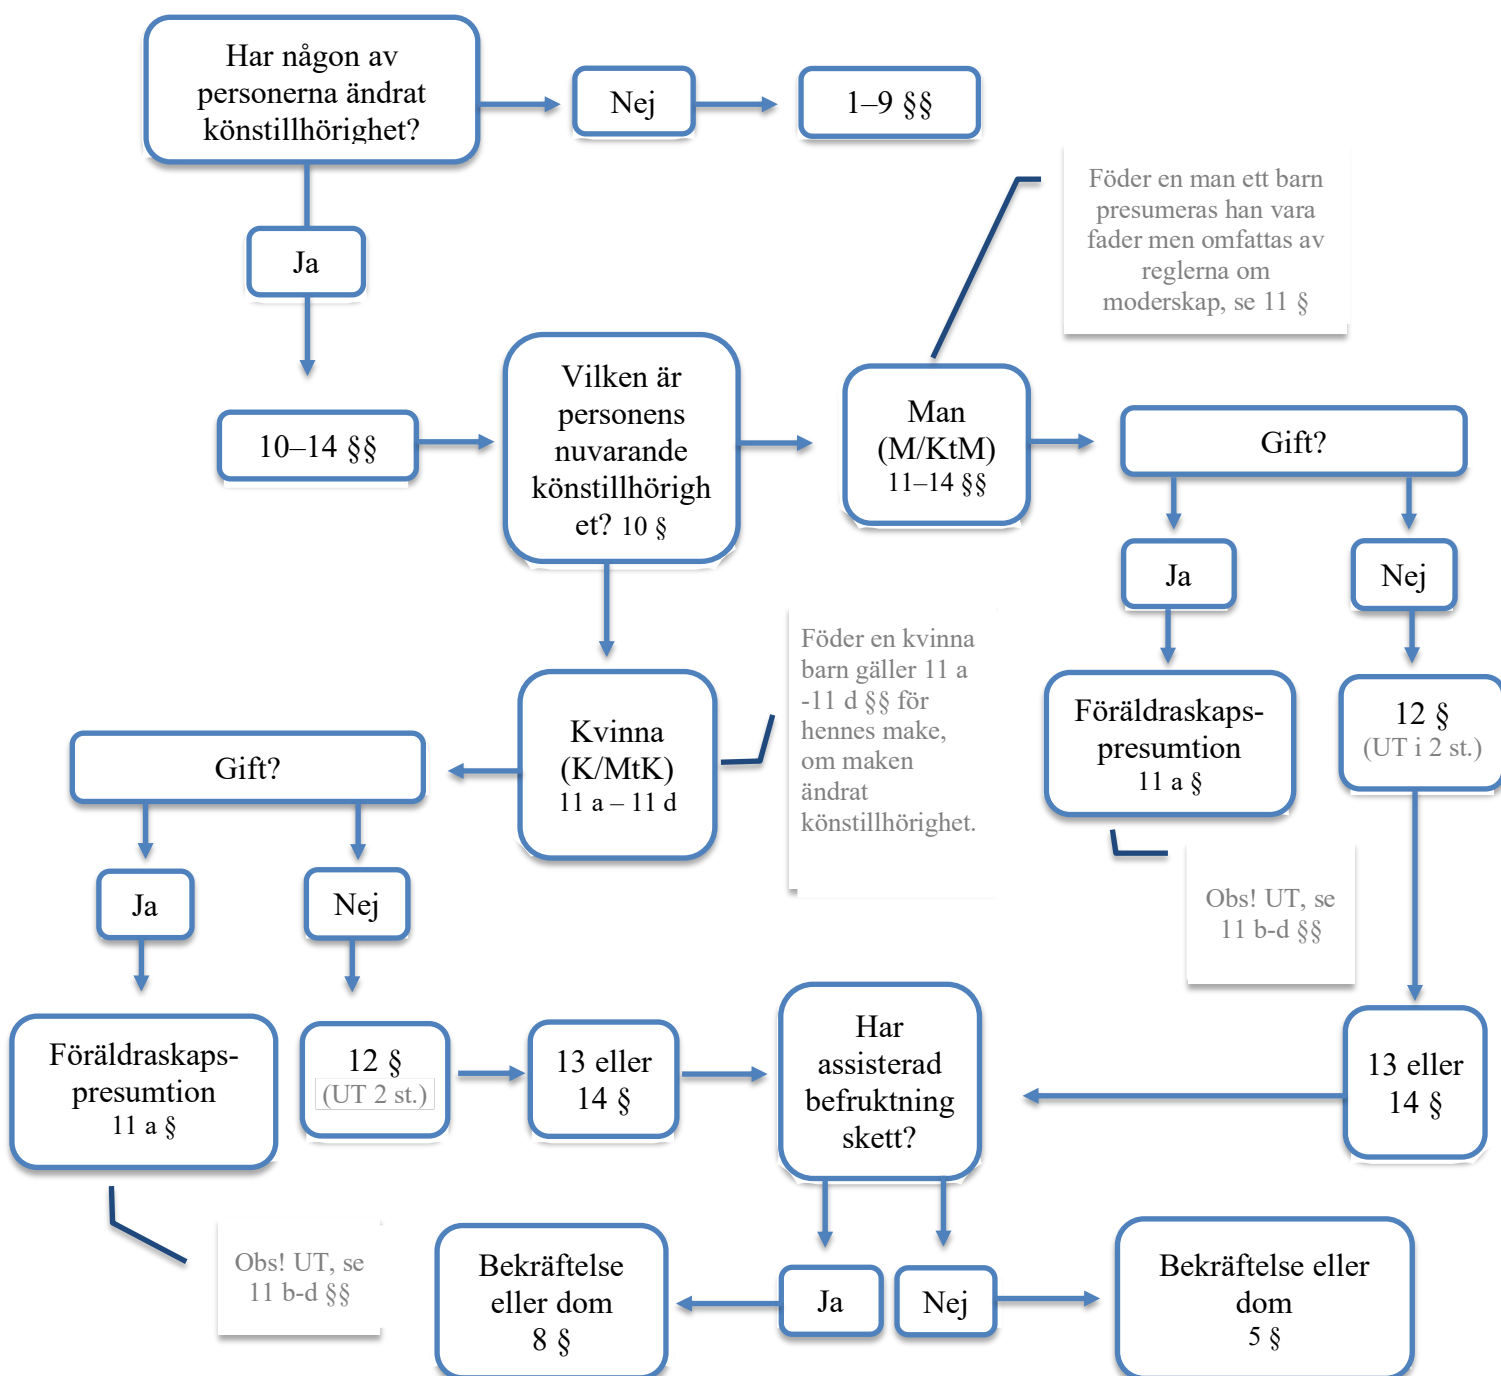 Har någon av
personerna ändrat
könstillhörighet?
Nej
1–9 §§
Ja
Föder en man ett barn
presumeras han vara
fader men omfattas av
reglerna om
moderskap, se 11 §
10–14 §§
Vilken är
personens
nuvarande
könstillhörigh
et? 10 §
Man
(M/KtM)
11–14 §§
Gift?
Ja
Nej
Föder en kvinna
barn gäller 11 a
-11 d §§ för
hennes make,
om maken
ändrat
könstillhörighet.
Föräldraskaps-
presumtion
11 a §
12 §
(UT i 2 st.)
Kvinna
(K/MtK)
11 a – 11 d
Gift?
Ja
Nej
Obs! UT, se
11 b-d §§
Föräldraskaps-
presumtion
11 a §
12 §
(UT 2 st.)
13 eller
14 §
Har
assisterad
befruktning
skett?
13 eller
14 §
Obs! UT, se
11 b-d §§
Bekräftelse
eller dom
8 §
Ja
Nej
Bekräftelse eller
dom
5 §